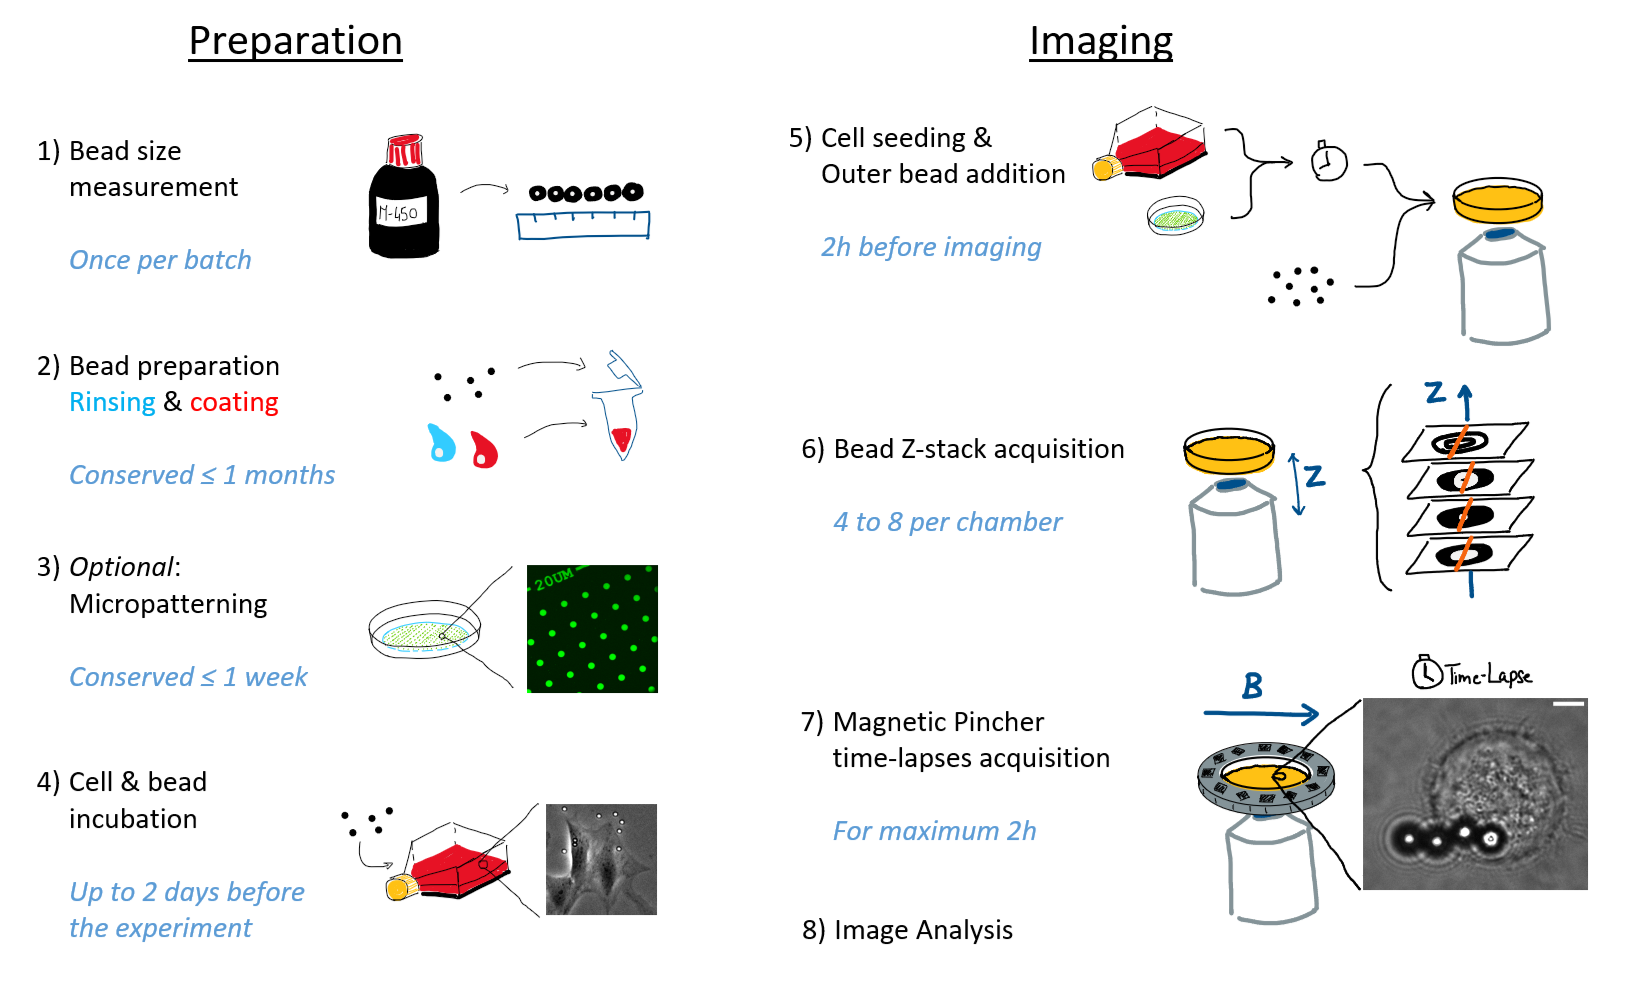 Preparation
1) Bead size
measurement
Once per batch
M-450
2) Bead preparation
Rinsing & coating
Conserved ≤ 1 months
3) Optional:
Micropatterning
Conserved ≤ 1 week
20UM
4) Cell & bead
incubation
Up to 2 days before
the experiment
Imaging
5) Cell seeding &
Outer bead addition
2h before imaging
6) Bead Z-stack acquisition
4 to 8 per chamber
Z
Z
7) Magnetic Pincher
time-lapses acquisition
For maximum 2h
B
Time-Lapse
8) Image Analysis